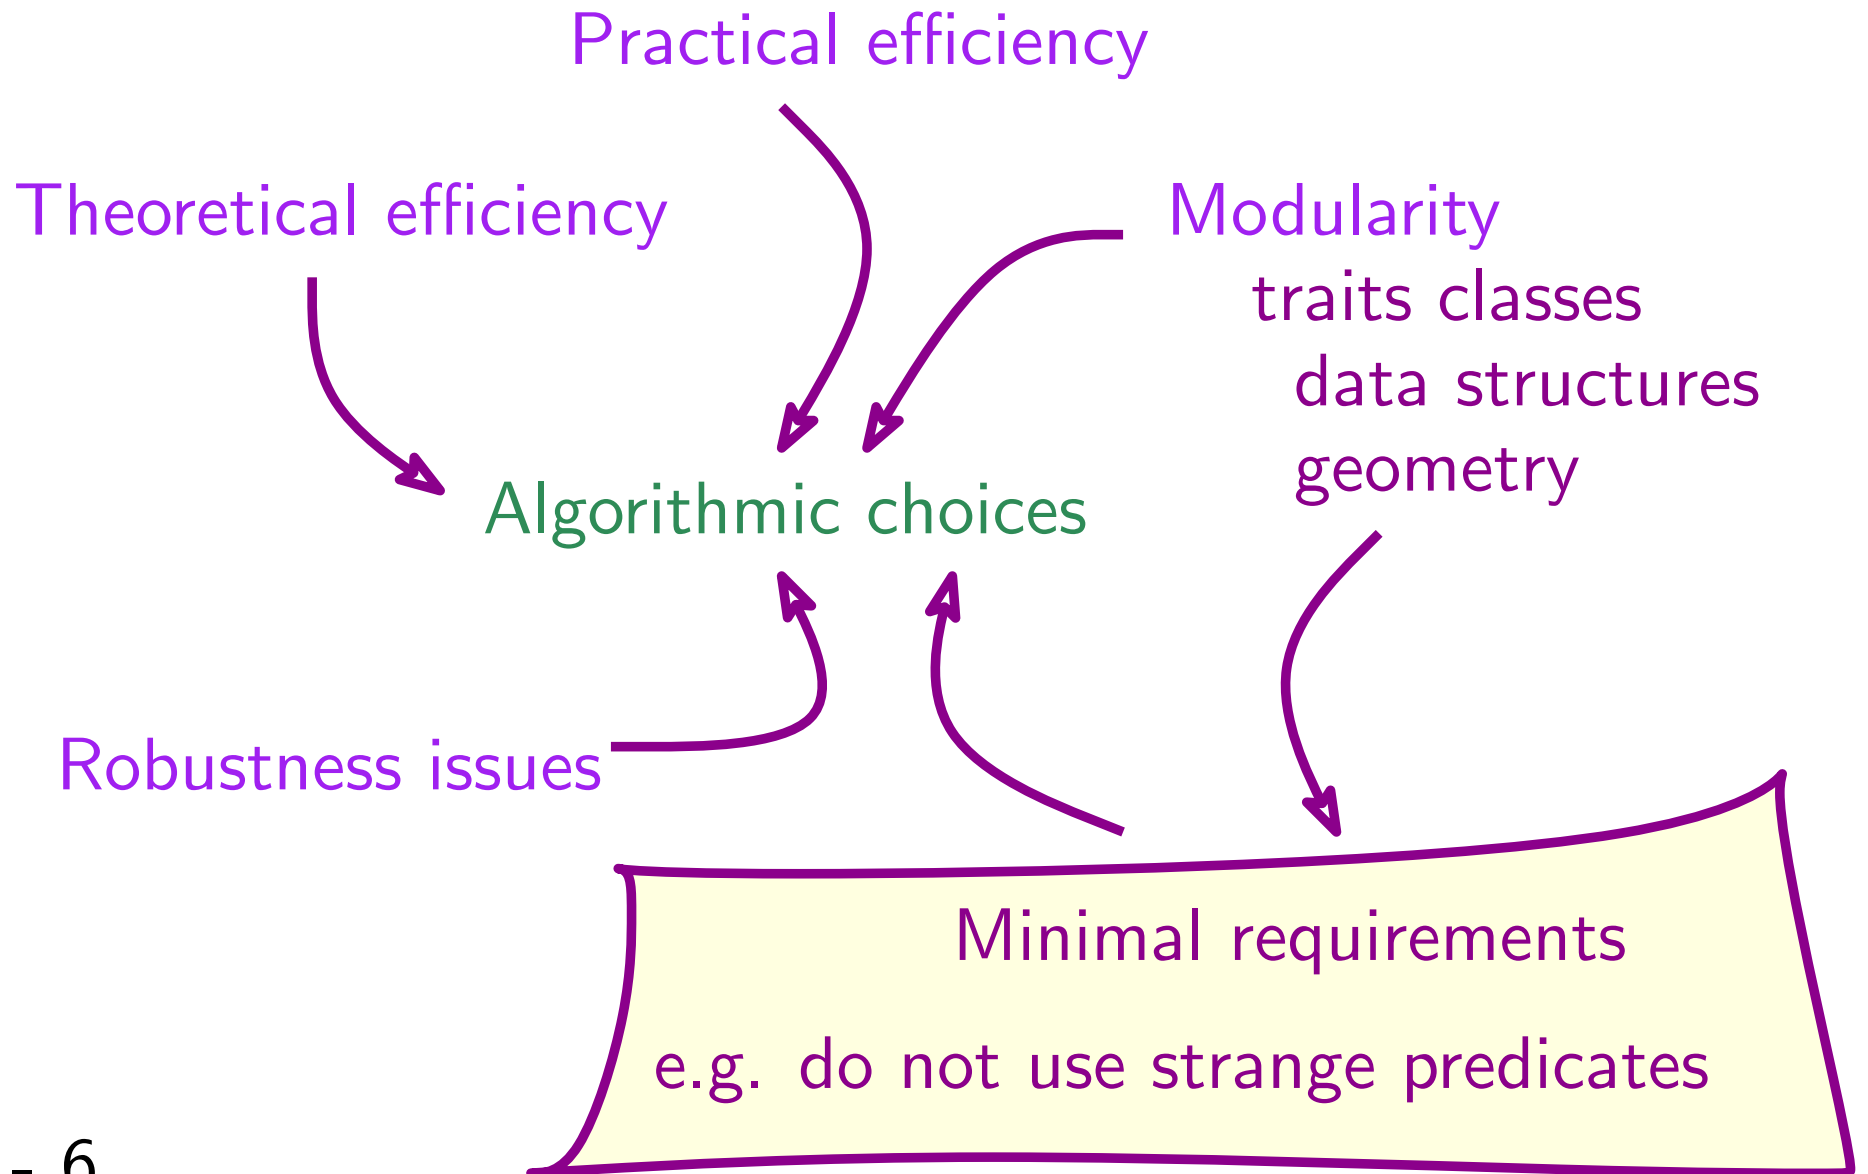 Practical efficiency
Theoretical efficiency
Modularity
traits classes
data structures
geometry
Algorithmic choices
Robustness issues
Minimal requirements
e.g. do not use strange predicates
- 6